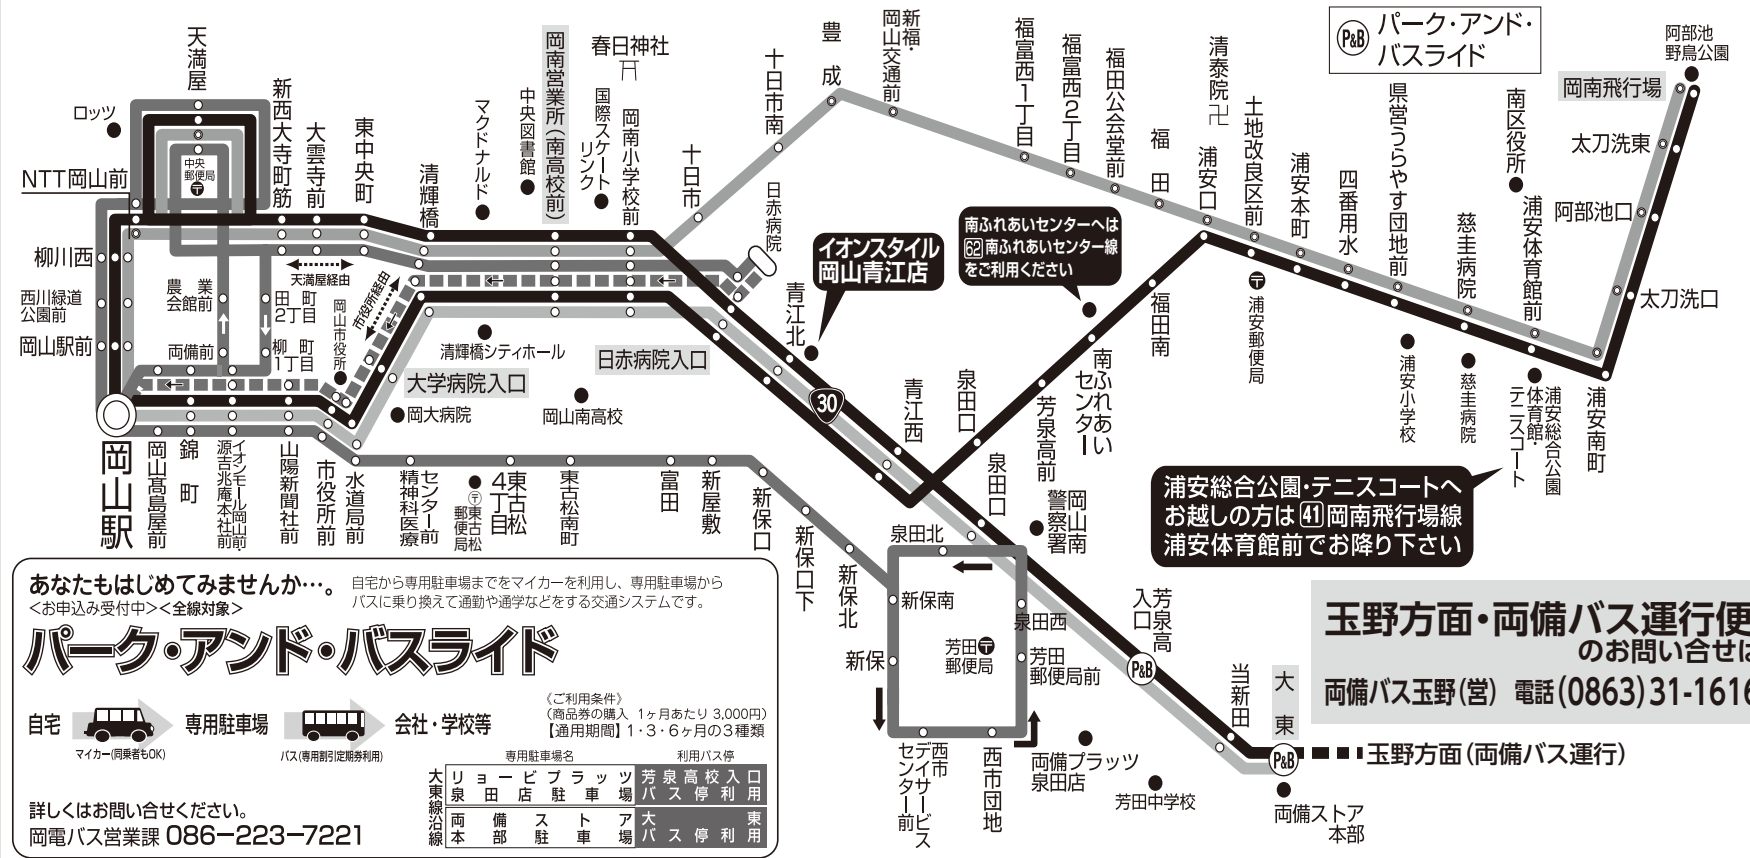 P&B パーク・アンド・
バスライド
天満屋
ロッツ
新西大寺町筋
大雲寺前
東中央町
清輝橋
マクドナルド
中央図書館
岡南営業所(南高校前)
春日神社
国際スケート
リンク
岡南小学校前
十日市
十日市南
豊成
新福・
岡山交通前
福富西1丁目
福富西2丁目
福田公会堂前
福田
清泰院卍
浦安口
土地改良区前
浦安本町
四番用水
県営うらやす団地前
慈圭病院
南区役所
浦安体育館前
岡南飛行場
阿部池
野鳥公園
太刀洗東
阿部池口
太刀洗口
浦安南町
NTT岡山前
中央
郵便局
〒
柳川西
西川緑道
公園前
岡山駅前
農業
会館前
両備前
田町
2丁目
柳町
1丁目
天満屋経由
岡山市役所
市役所経由
日赤病院
清輝橋シティホール
大学病院入口
岡大病院
岡山南高校
日赤病院入口
青江北
イオンスタイル
岡山青江店
南ふれあいセンターへは
62南ふれあいセンター線
をご利用ください
30
青江西
泉田口
芳泉高前
南ふれあい
センター
福田南
〒浦安郵便局
浦安小学校
慈圭病院
浦安総合公園
体育館・
テニスコート
浦安総合公園・テニスコートへ
お越しの方は41岡南飛行場線
浦安体育館前でお降り下さい
岡山駅
岡山髙島屋前
錦町
イオンモール岡山前・
源吉兆庵本社前
山陽新聞社前
市役所前
水道局前
精神科医療
センター前
〒東古松
郵便局
東古松
4丁目
東古松南町
富田
新屋敷
新保口
新保口下
新保北
泉田北
新保南
新保
芳田〒
郵便局
泉田口
岡山南
警察署
泉田西
芳田
郵便局前
西市
デイサービス
センター前
西市団地
両備プラッツ
泉田店
芳田中学校
芳泉高
入口
P&B
当新田
大東
P&B
玉野方面(両備バス運行)
両備ストア
本部
玉野方面・両備バス運行便
のお問い合せは
両備バス玉野(営) 電話(0863)31-1616
あなたもはじめてみませんか…。
<お申込み受付中><全線対象>
自宅から専用駐車場までをマイカーを利用し、専用駐車場から
バスに乗り換えて通勤や通学などをする交通システムです。
パーク・アンド・バスライド
自宅
マイカー(同乗者もOK)
専用駐車場
バス(専用割引定期券利用)
会社・学校等
《ご利用条件》
(商品券の購入 1ヶ月あたり 3,000円)
【通用期間】1・3・6ヶ月の3種類
専用駐車場名 利用バス停
大東線沿線
リョービプラッツ
泉田店駐車場
芳泉高校入口
バス停利用
両備ストア
本部駐車場
大東
バス停利用
詳しくはお問い合せください。
岡電バス営業課 086−223−7221